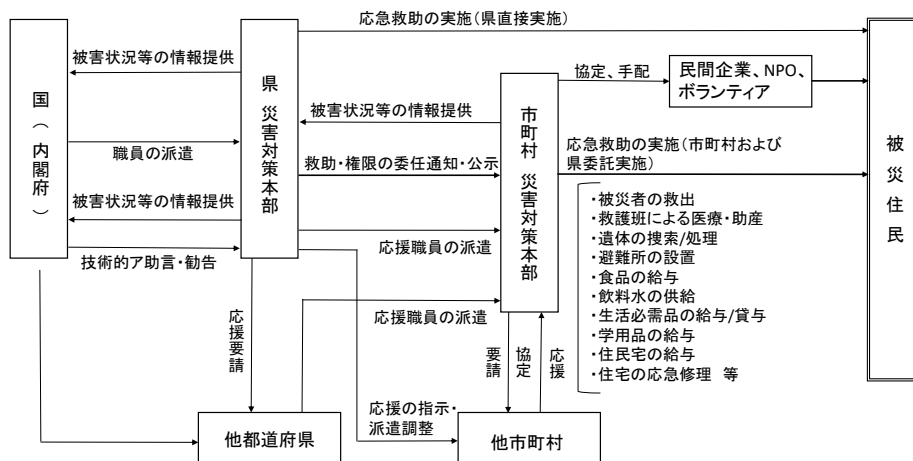 応急救助の実施（県直接実施）
被害状況等の情報提供
国（内閣府）
職員の派遣
被害状況等の情報提供
技術的ア助言・勧告
県 災害対策本部
被害状況等の情報提供
救助・権限の委任通知・公示
応援職員の派遣
応援職員の派遣
応援要請
応援の指示・
派遣調整
市町村 災害対策本部
協定、手配
民間企業、NPO、
ボランティア
応急救助の実施（市町村および
県委託実施）
・被災者の救出
・救護班による医療・助産
・遺体の捜索/処理
・避難所の設置
・食品の給与
・飲料水の供給
・生活必需品の給与/貸与
・学用品の給与
・住民宅の給与
・住宅の応急修理 等
被災住民
要請
協定
応援
他都道府県
他市町村